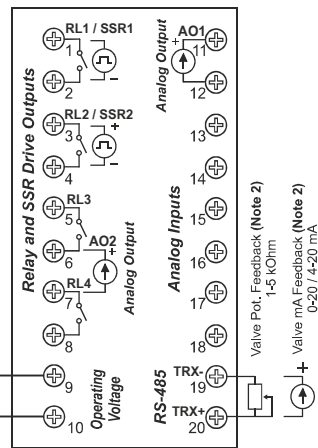 Relay and SSR Drive Outputs
RL1 / SSR1
1
+
−
2
RL2 / SSR2
3
+
−
4
RL3
5
6
AO2
+
Analog Output
RL4
7
8
9
10
Operating
Voltage
Analog Output
AO1
+
11
12
Analog Inputs
13
14
15
16
17
18
RS-485
TRX-
19
TRX+
20
Valve Pot. Feedback (Note 2)
1-5 kOhm
Valve mA Feedback (Note 2)
0-20 / 4-20 mA
+